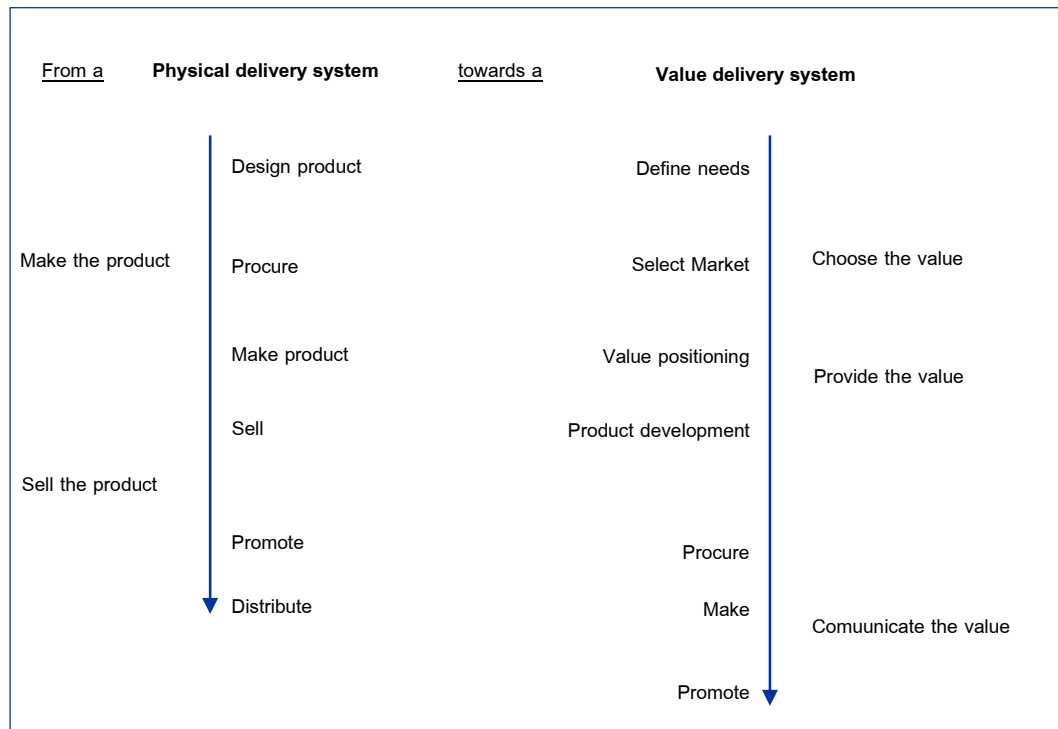 From a Physical delivery system towards a Value delivery system
Design product
Define needs
Make the product
Procure
Select Market
Choose the value
Make product
Value positioning
Provide the value
Sell
Product development
Sell the product
Promote
Procure
Distribute
Make
Comuunicate the value
Promote